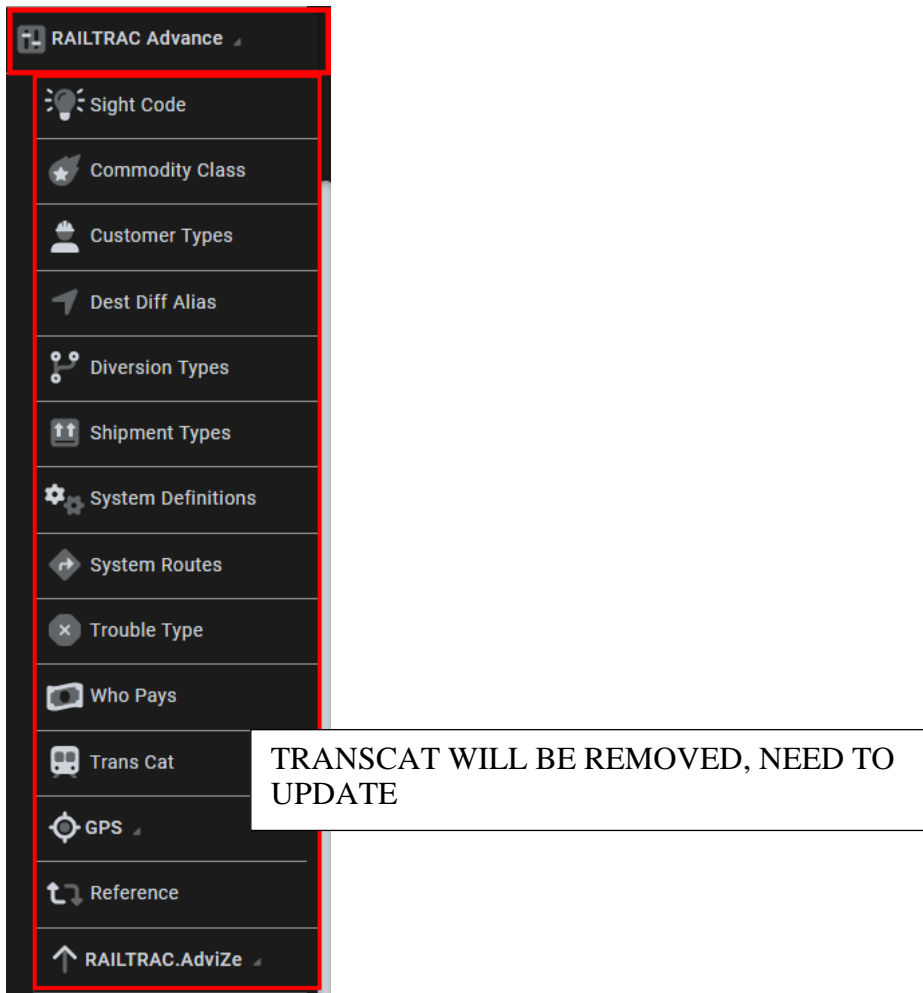 RAILTRAC Advance
Sight Code
Commodity Class
Customer Types
Dest Diff Alias
Diversion Types
Shipment Types
System Definitions
System Routes
Trouble Type
Who Pays
Trans Cat
TRANSCAT WILL BE REMOVED, NEED TO
UPDATE
GPS
Reference
RAILTRAC.AdviZe